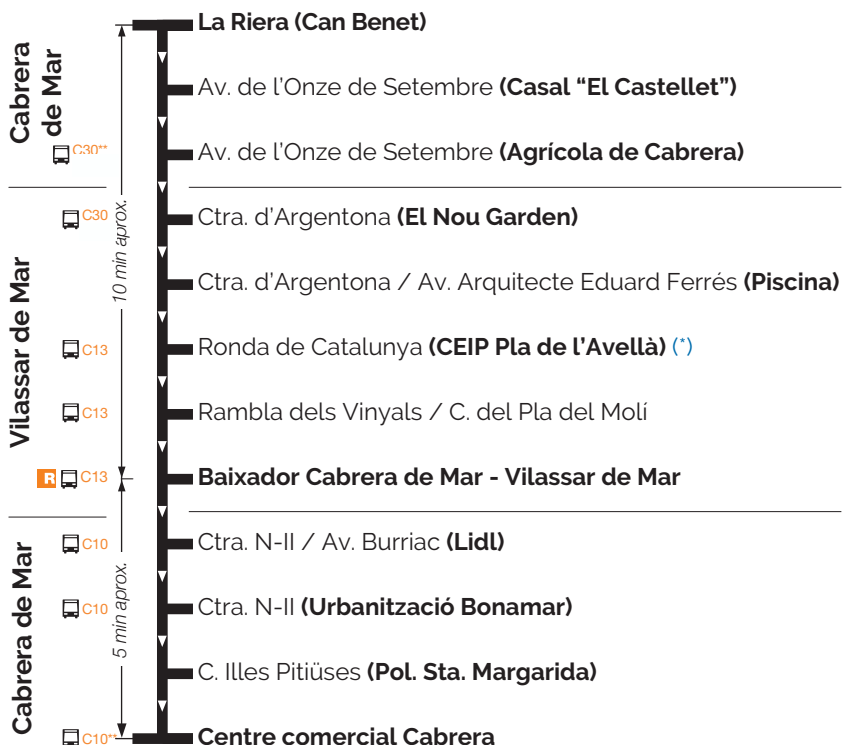 La Riera (Can Benet)
Cabrera
de Mar
Av. de l'Onze de Setembre (Casal “El Castellet”)
C30** Av. de l'Onze de Setembre (Agrícola de Cabrera)
10 min aprox.
Vilassar de Mar
C30 Ctra. d'Argentona (El Nou Garden)
Ctra. d'Argentona / Av. Arquitecte Eduard Ferrés (Piscina)
C13 Ronda de Catalunya (CEIP Pla de l'Avellà) (*)
C13 Rambla dels Vinyals / C. del Pla del Molí
R C13 Baixador Cabrera de Mar - Vilassar de Mar
Cabrera de Mar
5 min aprox.
C10 Ctra. N-II / Av. Burriac (Lidl)
C10 Ctra. N-II (Urbanització Bonamar)
C. Illes Pitiüses (Pol. Sta. Margarida)
C10** Centre comercial Cabrera